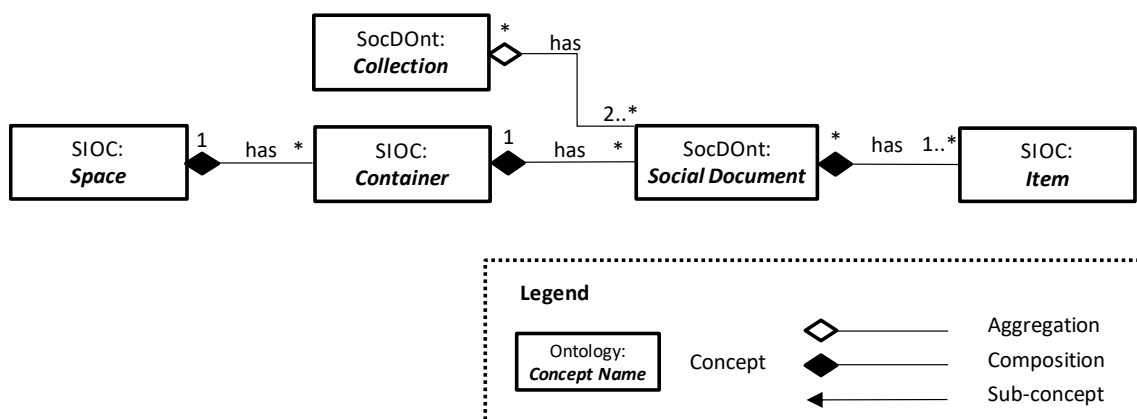 SocDOnt:
Collection
*
has
2..*
SIOC:
Space
1
has
*
SIOC:
Container
1
has
*
SocDOnt:
Social Document
*
has
1..*
SIOC:
Item
Legend
Ontology:
Concept Name
Concept
Aggregation
Composition
Sub-concept